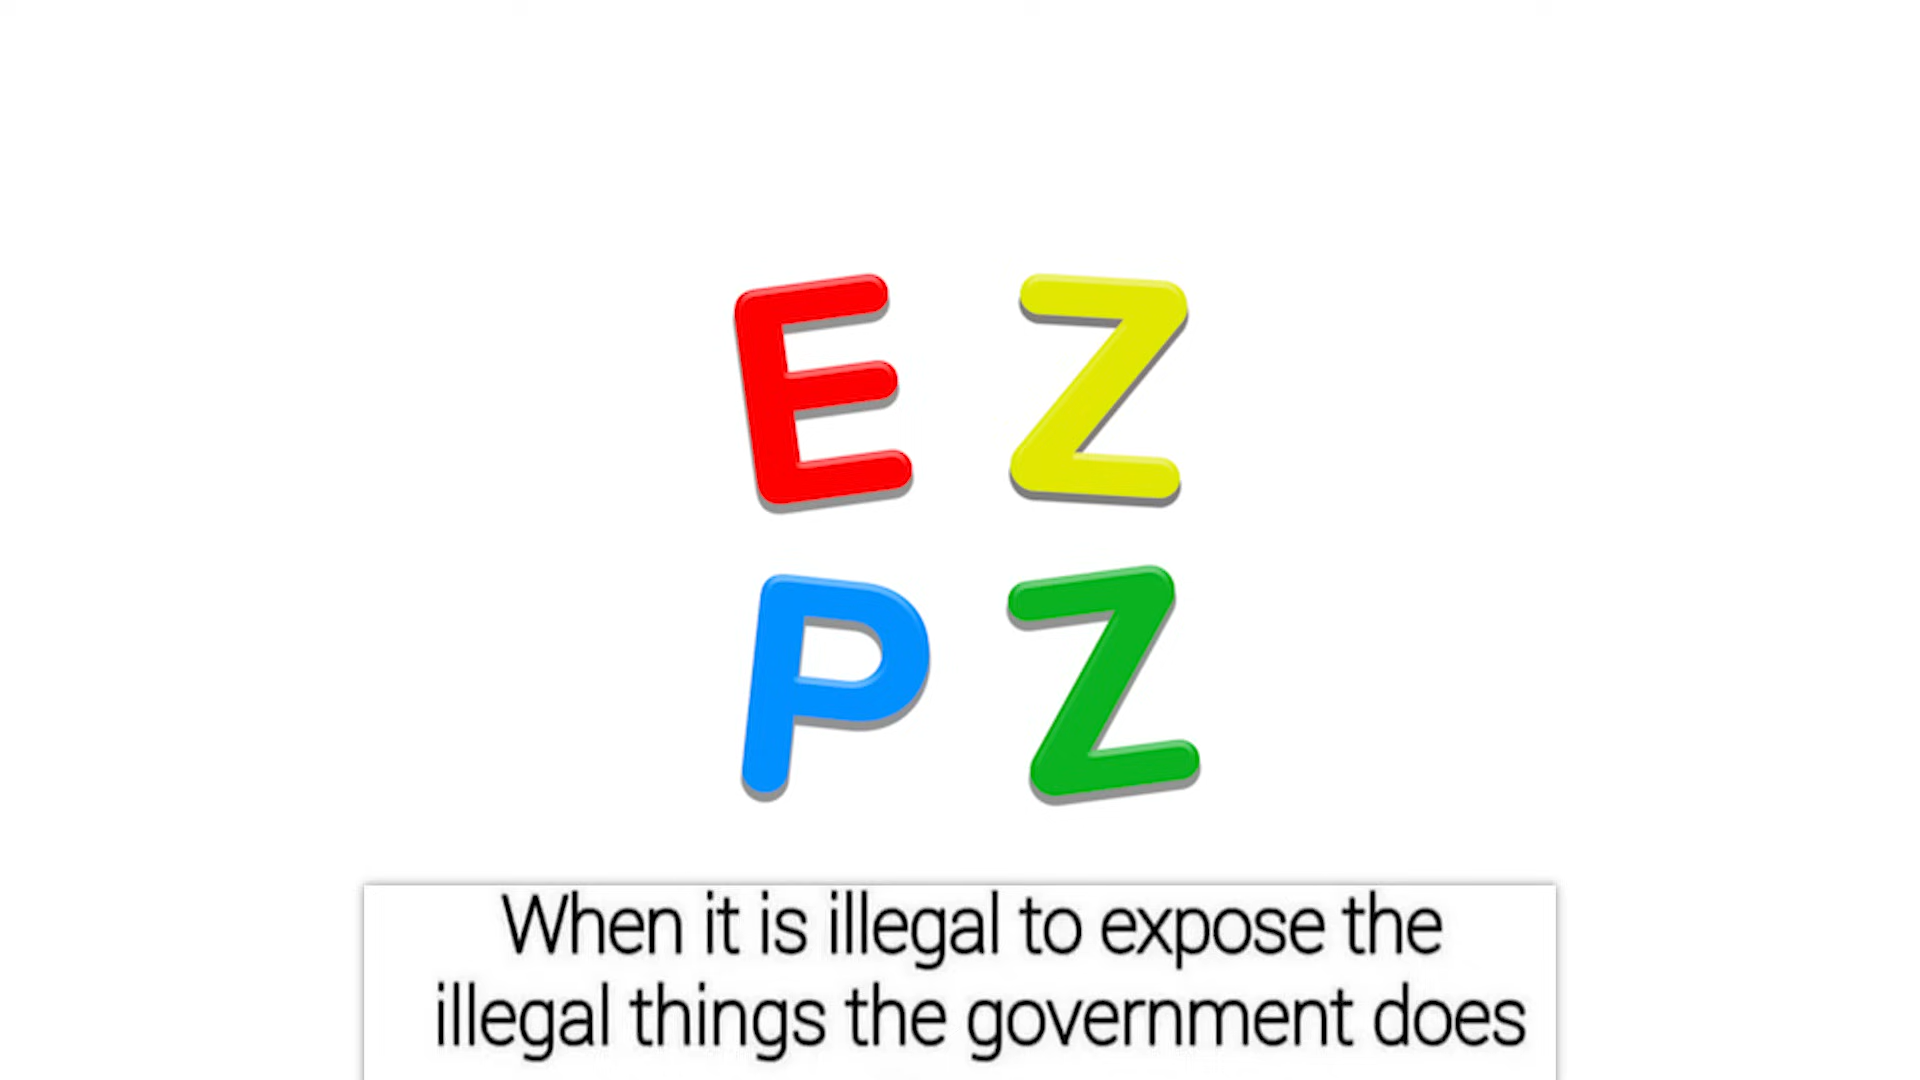 E Z
P Z
When it is illegal to expose the
illegal things the government does